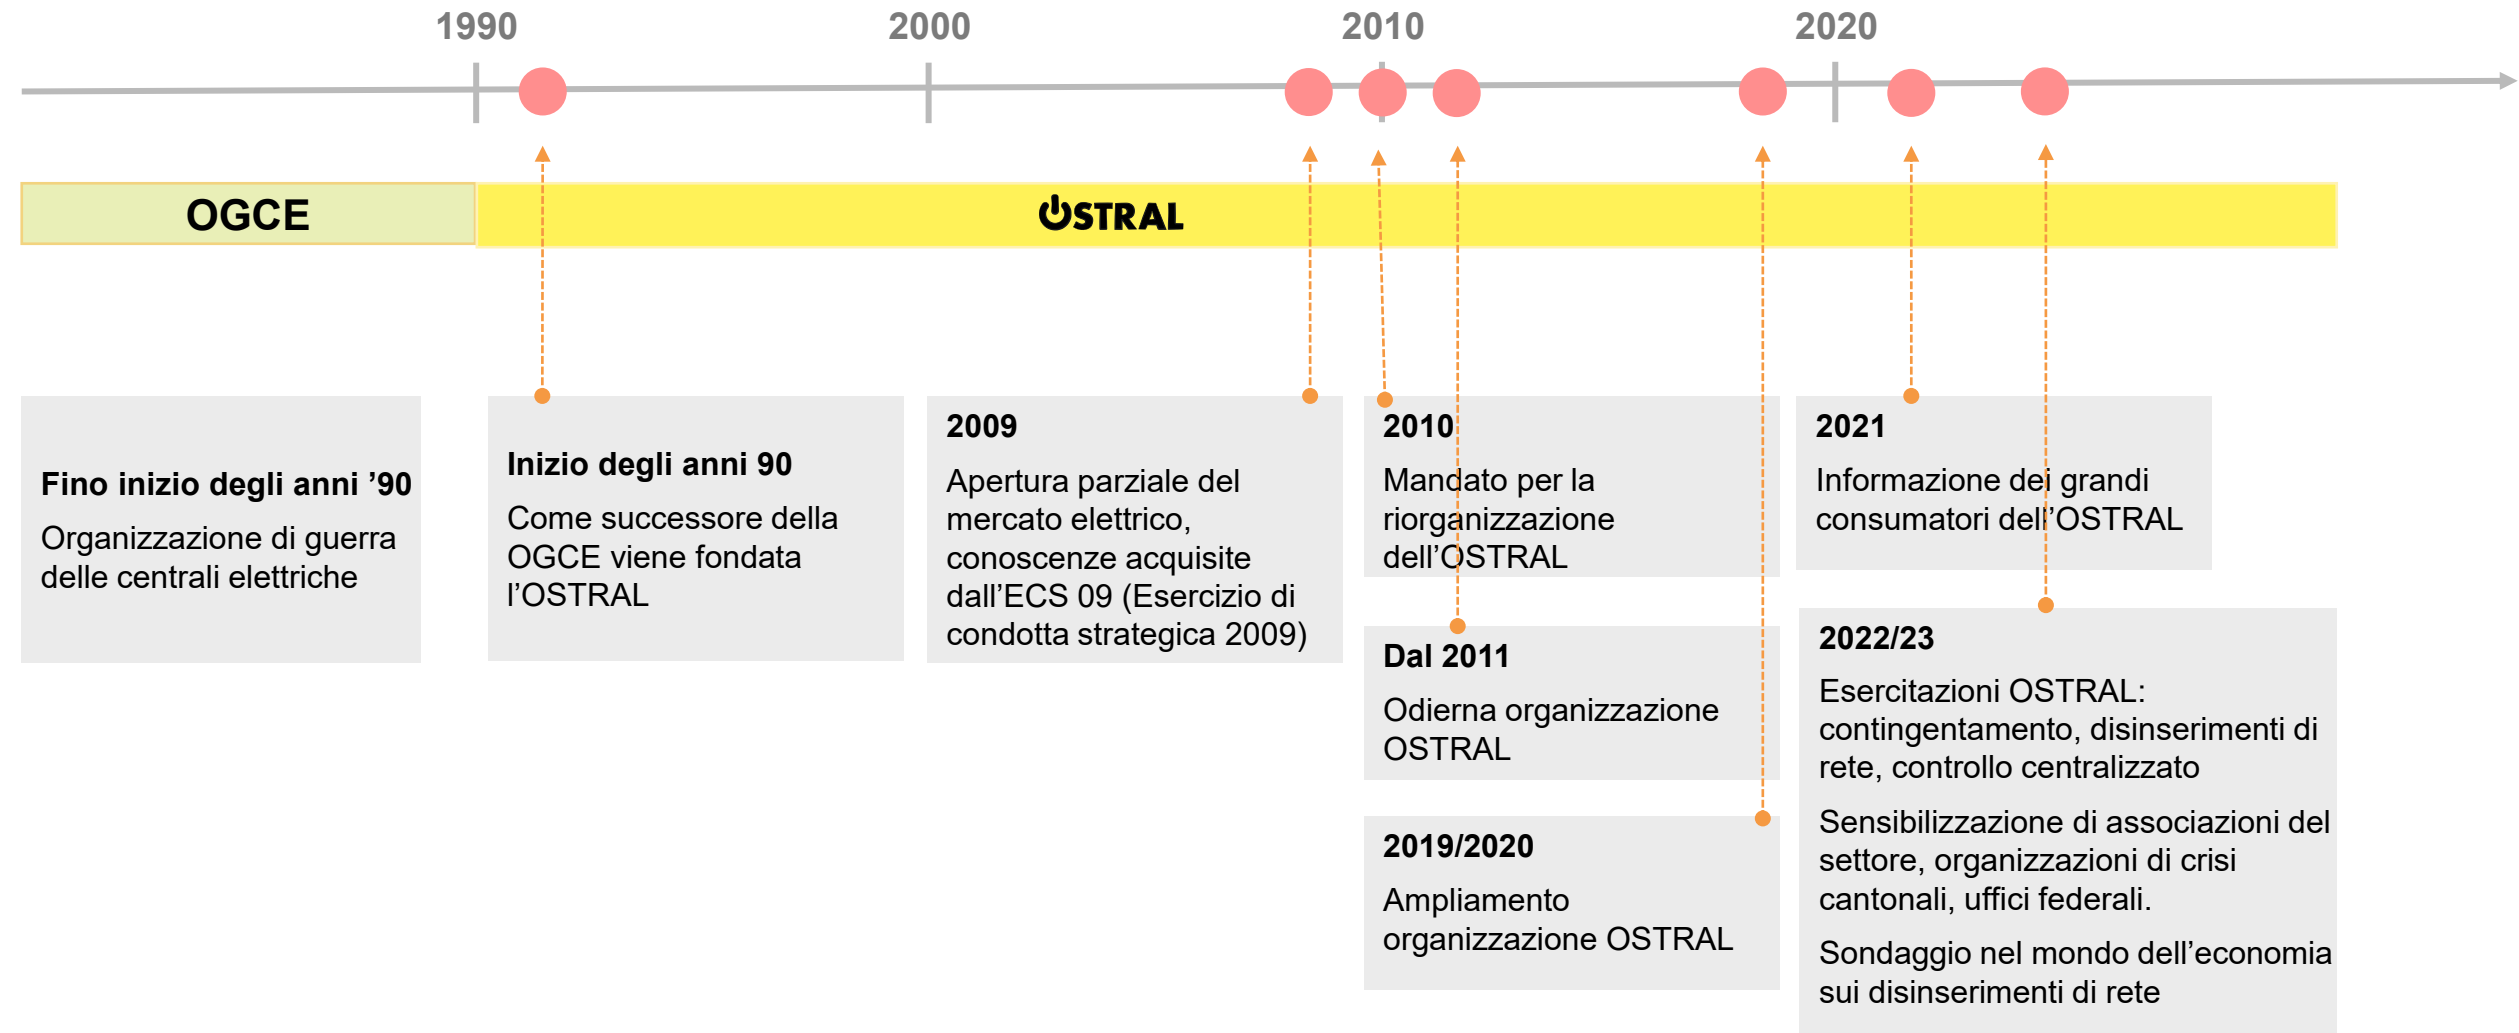 1990
2000
2010
2020
OGCE
OSTRAL
Fino inizio degli anni ’90
Organizzazione di guerra
delle centrali elettriche
Inizio degli anni 90
Come successore della
OGCE viene fondata
l’OSTRAL
2009
Apertura parziale del
mercato elettrico,
conoscenze acquisite
dall’ECS 09 (Esercizio di
condotta strategica 2009)
2010
Mandato per la
riorganizzazione
dell’OSTRAL
Dal 2011
Odierna organizzazione
OSTRAL
2019/2020
Ampliamento
organizzazione OSTRAL
2021
Informazione dei grandi
consumatori dell’OSTRAL
2022/23
Esercitazioni OSTRAL:
contingentamento, disinserimenti di
rete, controllo centralizzato
Sensibilizzazione di associazioni del
settore, organizzazioni di crisi
cantonali, uffici federali.
Sondaggio nel mondo dell’economia
sui disinserimenti di rete